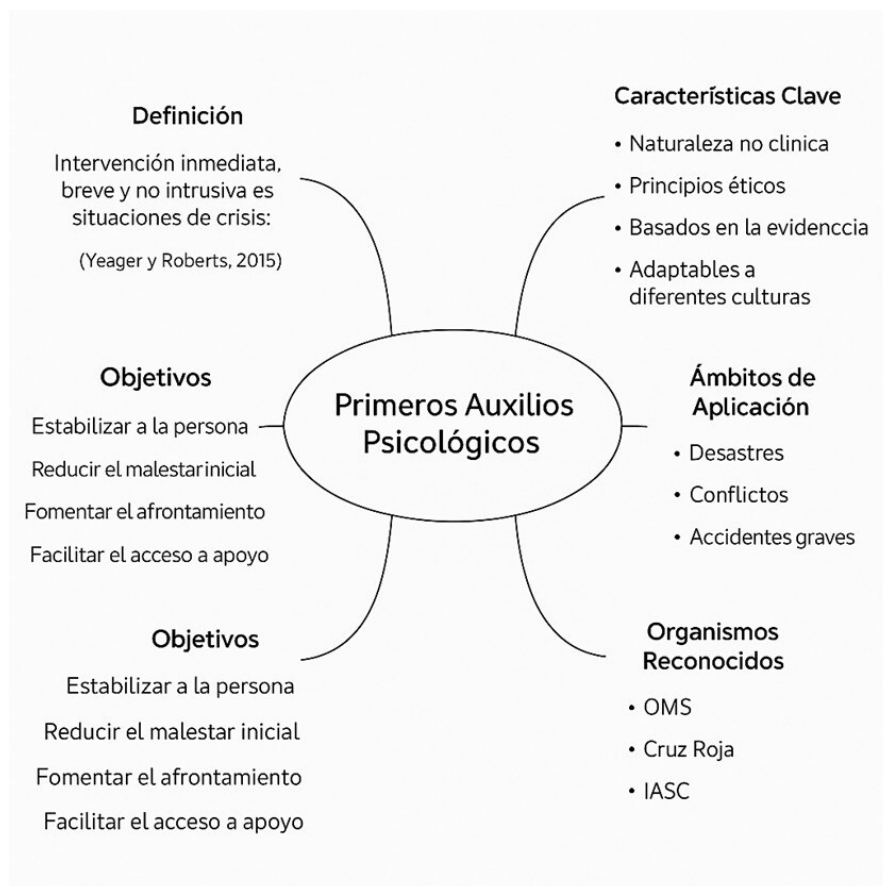 Definición
Intervención inmediata,
breve y no intrusiva es
situaciones de crisis:
(Yeager y Roberts, 2015)
Características Clave
• Naturaleza no clinica
• Principios éticos
• Basados en la evidenccia
• Adaptables a
diferentes culturas
Primeros Auxilios
Psicológicos
Objetivos
Estabilizar a la persona
Reducir el malestar inicial
Fomentar el afrontamiento
Facilitar el acceso a apoyo
Ámbitos de
Aplicación
• Desastres
• Conflictos
• Accidentes graves
Objetivos
Estabilizar a la persona
Reducir el malestar inicial
Fomentar el afrontamiento
Facilitar el acceso a apoyo
Organismos
Reconocidos
• OMS
• Cruz Roja
• IASC